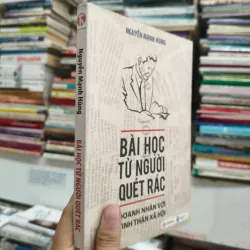 NGUYỄN MẠNH HÙNG
BÀI HỌC
TỪ NGƯỜI
QUÉT RÁC
DOANH NHÂN VỚI
TINH THẦN XÃ HỘI
Nguyễn Mạnh Hùng
BÀI HỌC TỪ NGƯỜI QUÉT RÁC